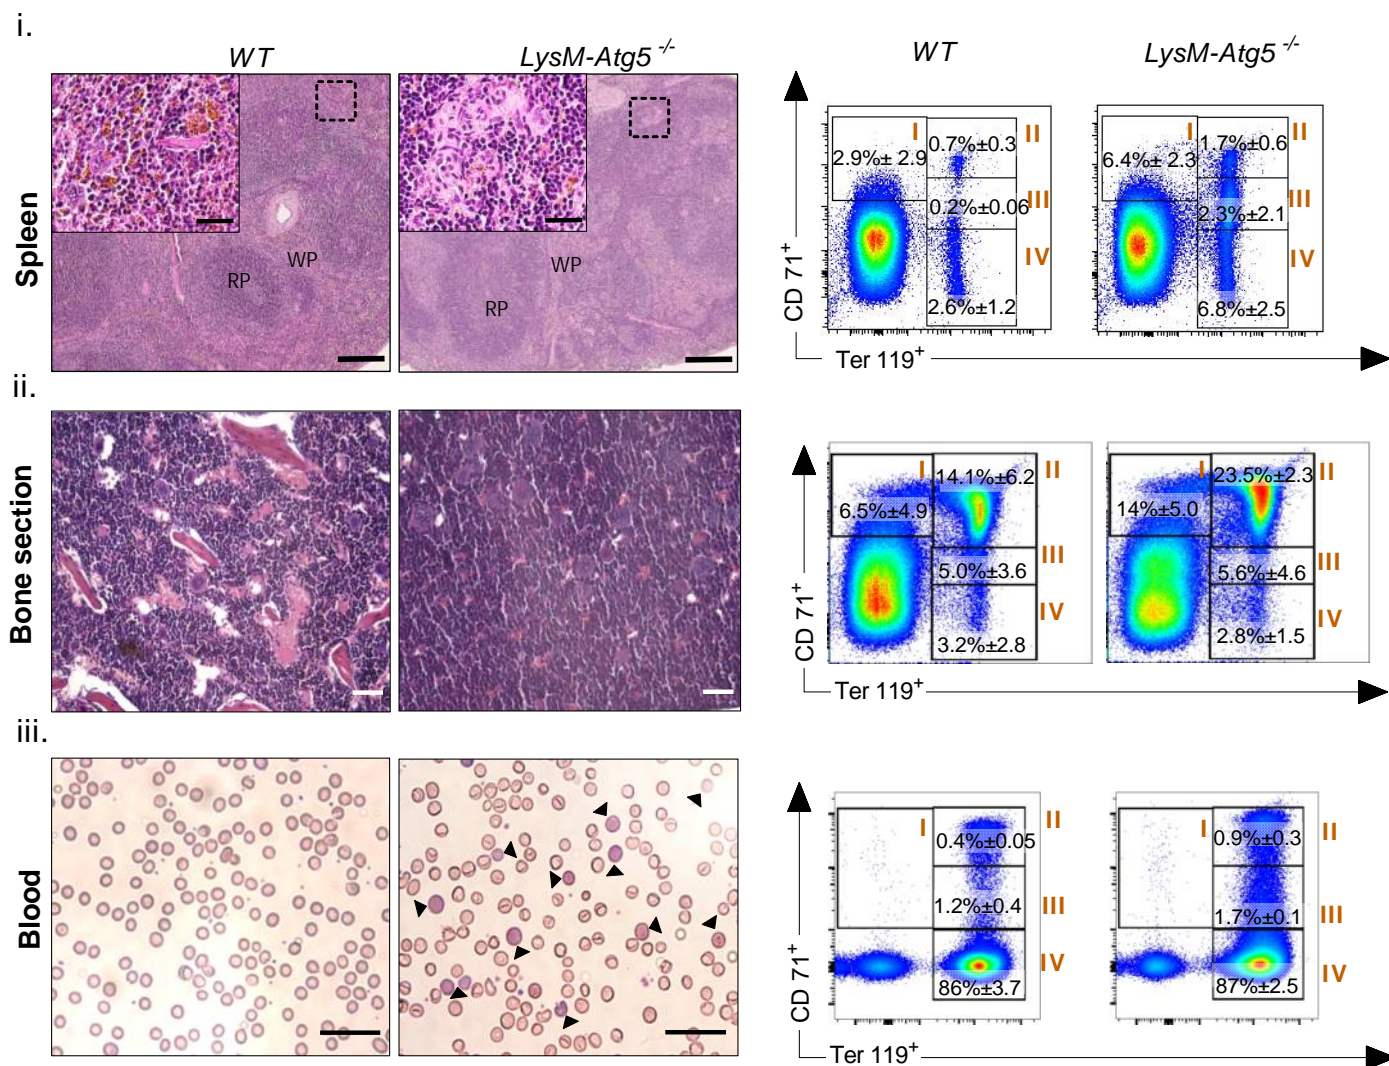 i.
WT
LysM-Atg5 -/-
WT
LysM-Atg5 -/-
Spleen
RP
WP
RP
WP
CD 71+
I
2.9%± 2.9
0.7%±0.3
II
0.2%±0.06
III
IV
2.6%±1.2
I
6.4%± 2.3
1.7%±0.6
II
2.3%±2.1
III
IV
6.8%±2.5
Ter 119+
ii.
Bone section
CD 71+
I
6.5%±4.9
14.1%±6.2
II
5.0%±3.6
III
IV
3.2%±2.8
I
14%±5.0
23.5%±2.3
II
5.6%±4.6
III
IV
2.8%±1.5
Ter 119+
iii.
Blood
CD 71+
I
0.4%±0.05
II
1.2%±0.4
III
IV
86%±3.7
I
0.9%±0.3
II
1.7%±0.1
III
IV
87%±2.5
Ter 119+